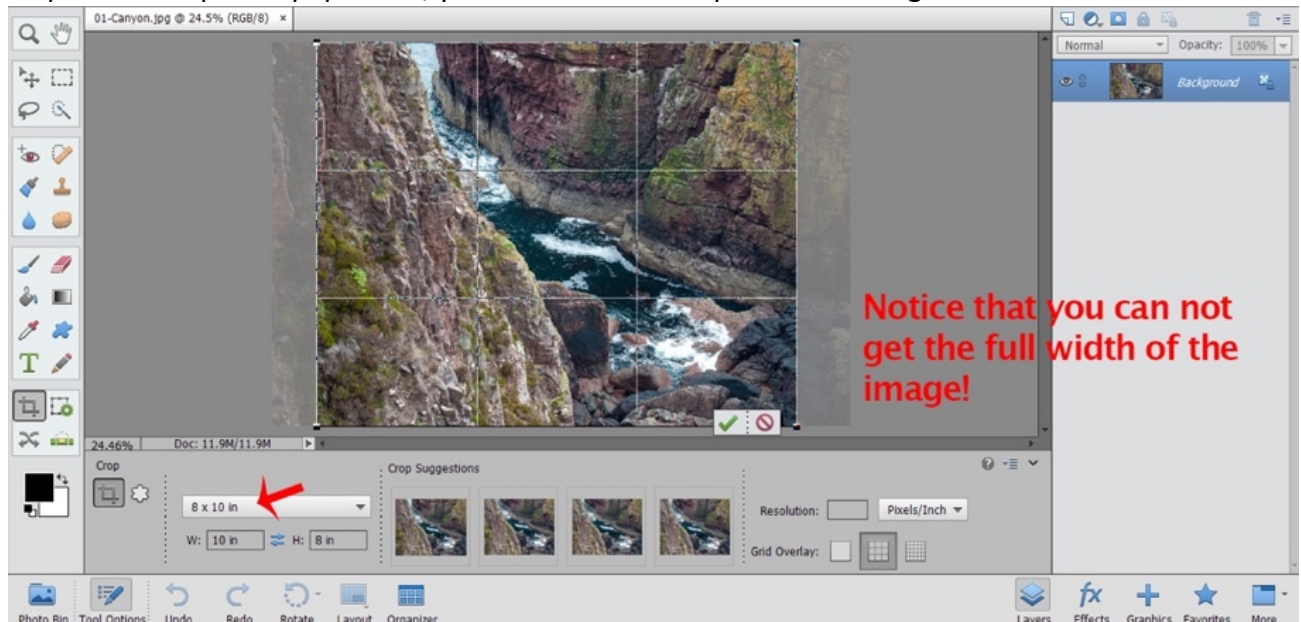 01-Canyon.jpg @ 24.5% (RGB/8) ×
Normal Opacity: 100%
Background
Notice that you can not
get the full width of the
image!
24.46% Doc: 11.9M/11.9M
Crop
Crop Suggestions
8 x 10 in
Resolution: Pixels/Inch
W: 10 in H: 8 in
Grid Overlay:
T
Photo Bin Tool Options Undo Redo Rotate Layout Organizer Layers fx Effects Graphics Favorites More